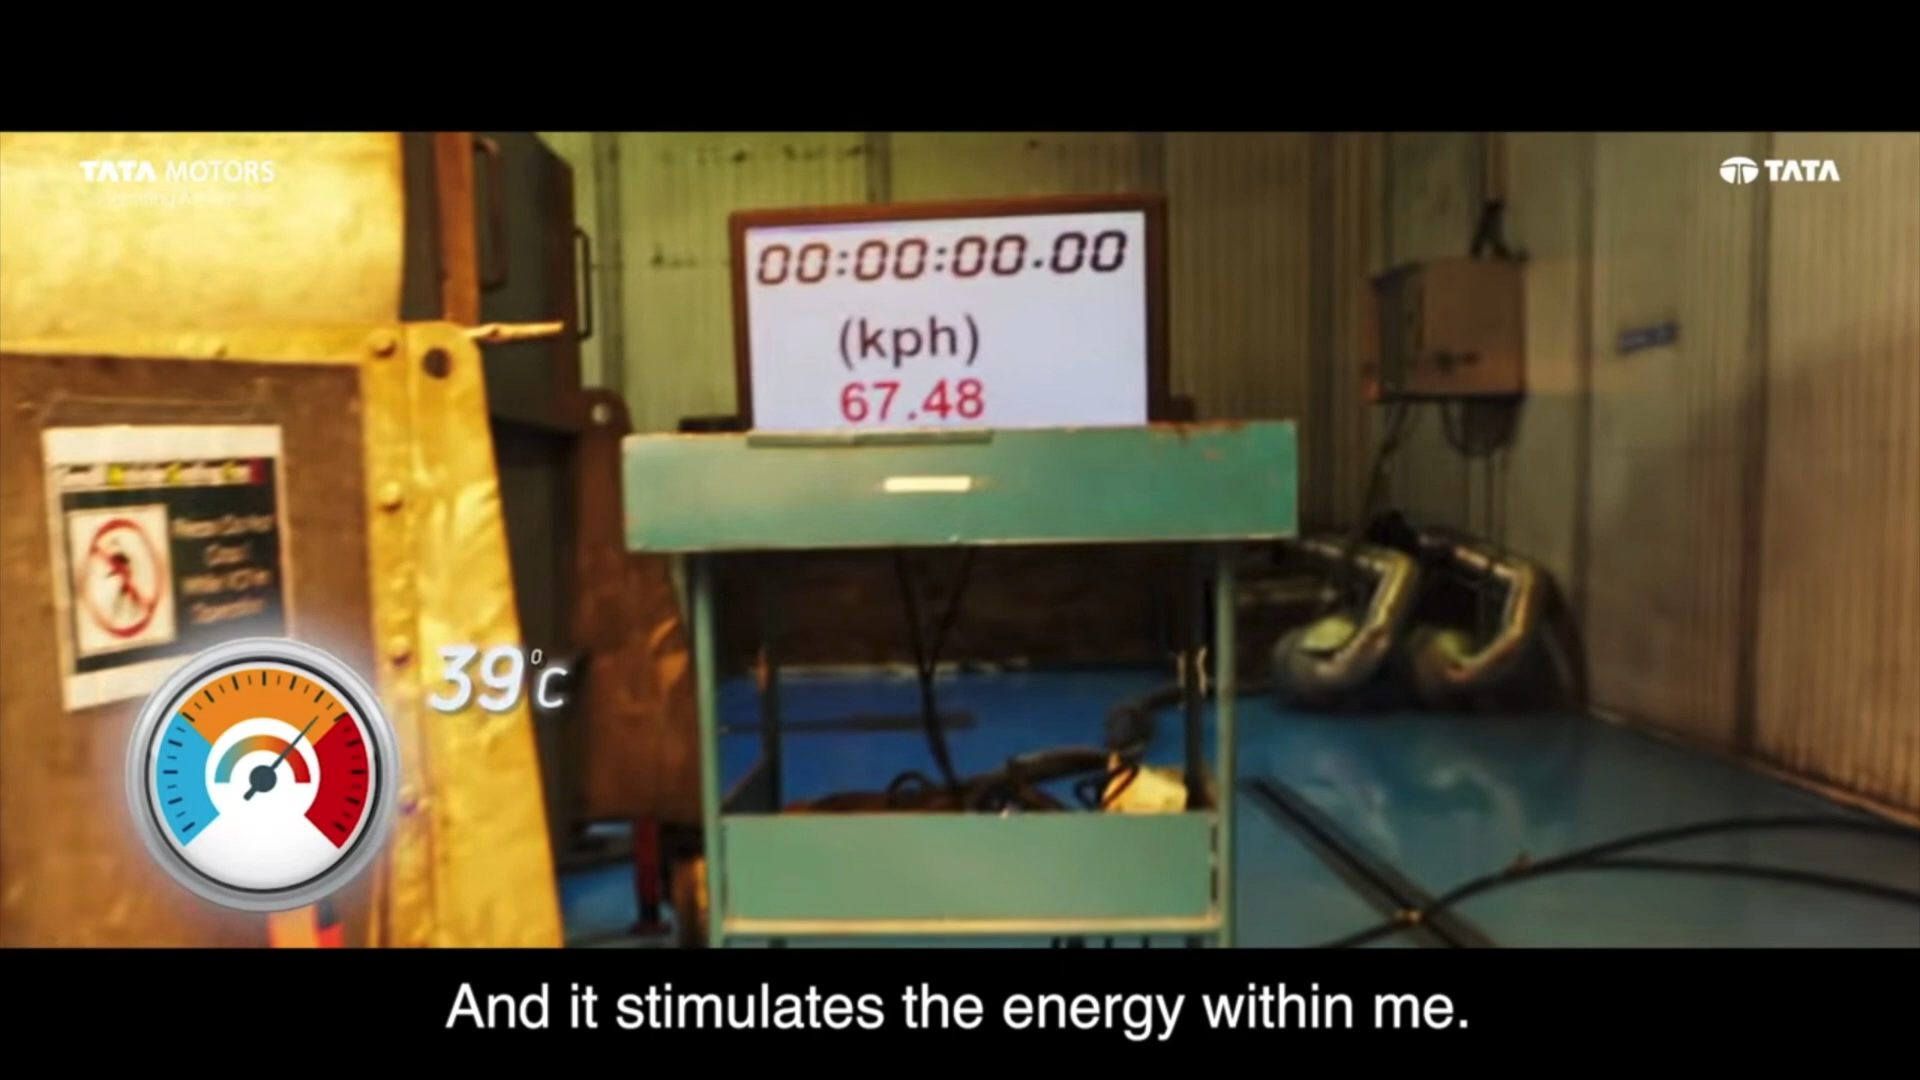 TATA MOTORS
TATA
00:00:00.00
(kph)
67.48
39°C
And it stimulates the energy within me.